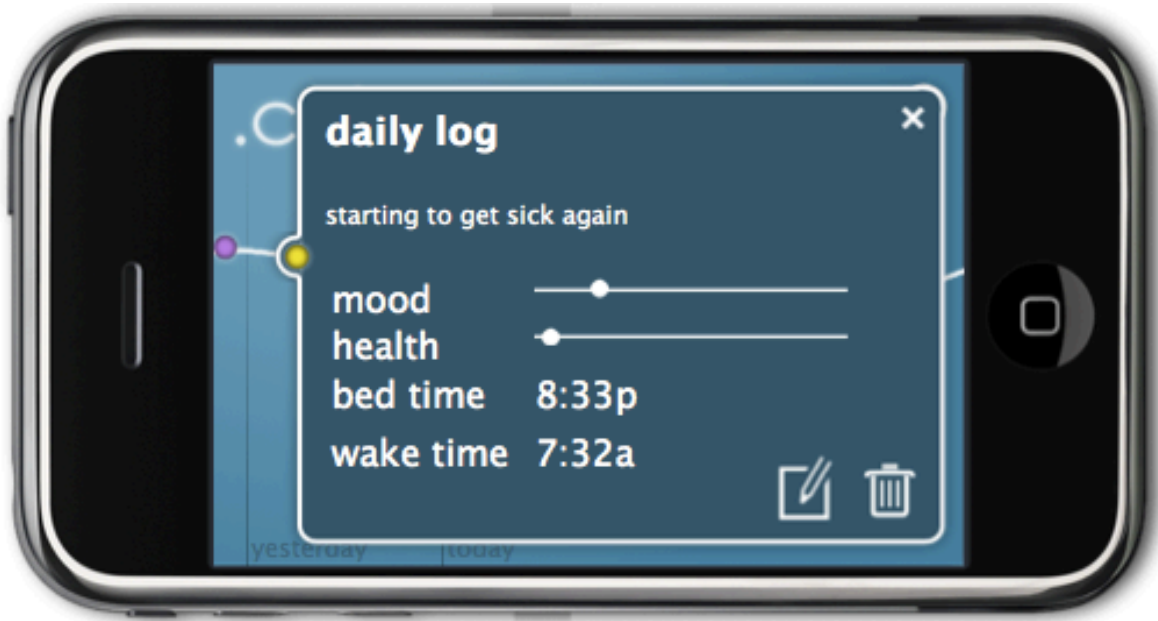 .C
daily log
starting to get sick again
mood
health
bed time 8:33p
wake time 7:32a
yesterday today